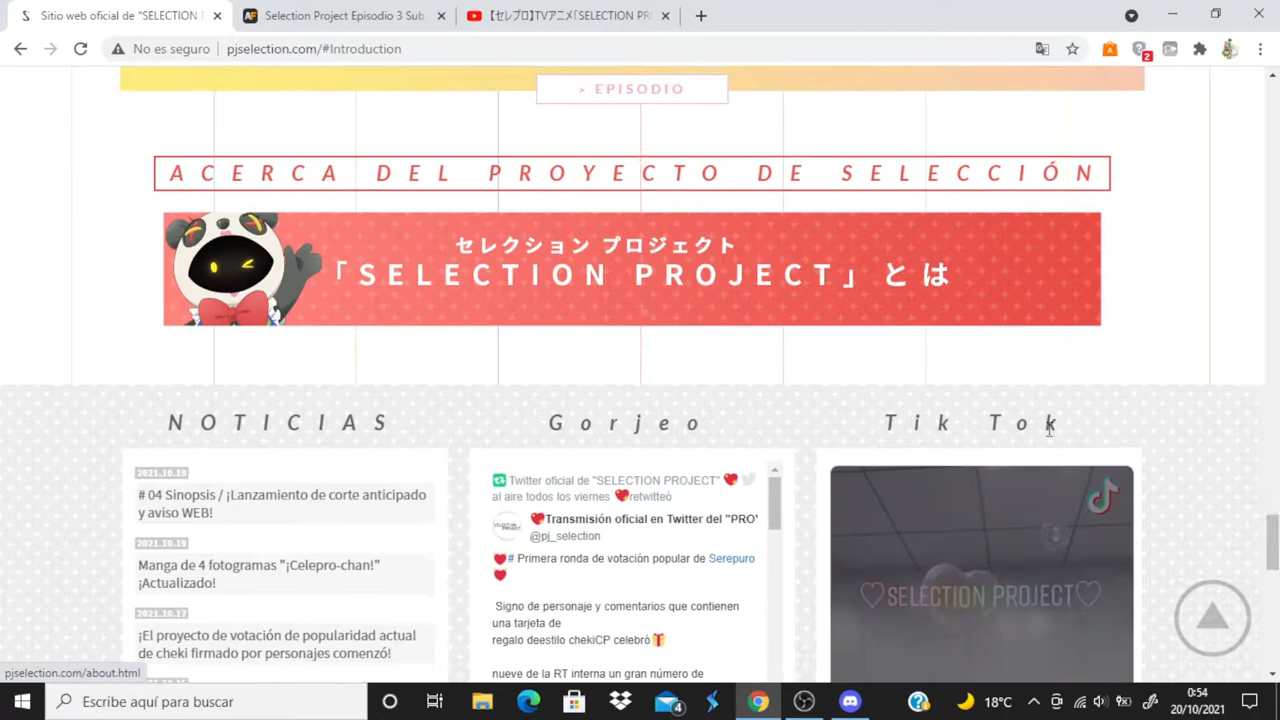 Sitio web oficial de "SELECTION P
Selection Project Episodio 3 Sub
【セレプロ】TVアニメ「SELECTION PR
No es seguro
pjselection.com/#Introduction
2
> EPISODIO
ACERCA DEL PROYECTO DE SELECCIÓN
セレクション プロジェクト
「SELECTION PROJECT」とは
NOTICIAS
Gorjeo
Tik Tok
2021.10.19
# 04 Sinopsis / ¡Lanzamiento de corte anticipado
y aviso WEB!
2021.10.19
Manga de 4 fotogramas "¡Celepro-chan!"
¡Actualizado!
2021.10.17
¡El proyecto de votación de popularidad actual
de cheki firmado por personajes comenzó!
Twitter oficial de "SELECTION PROJECT"
al aire todos los viernes retwitteó
Transmisión oficial en Twitter del "PROY
@pj_selection
# Primera ronda de votación popular de Serepuro
Signo de personaje y comentarios que contienen
una tarjeta de
regalo deestilo chekiCP celebró
nueve de la RT interna un gran número de
SELECTION PROJECT
pjselection.com/about.html
Escribe aquí para buscar
4
18°C
0:54
20/10/2021